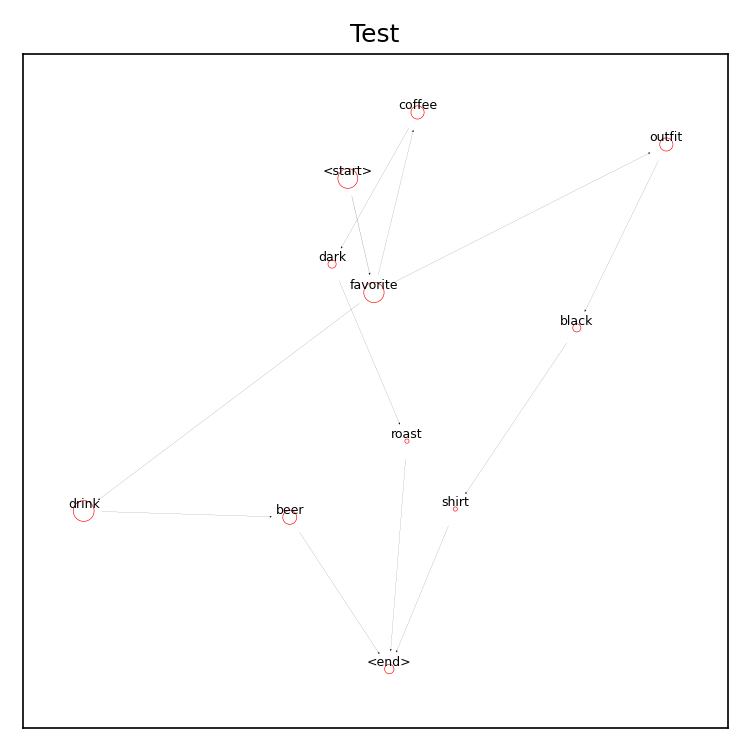 Test
coffee
outfit
<start>
dark
favorite
black
roast
shirt
drink
beer
<end>